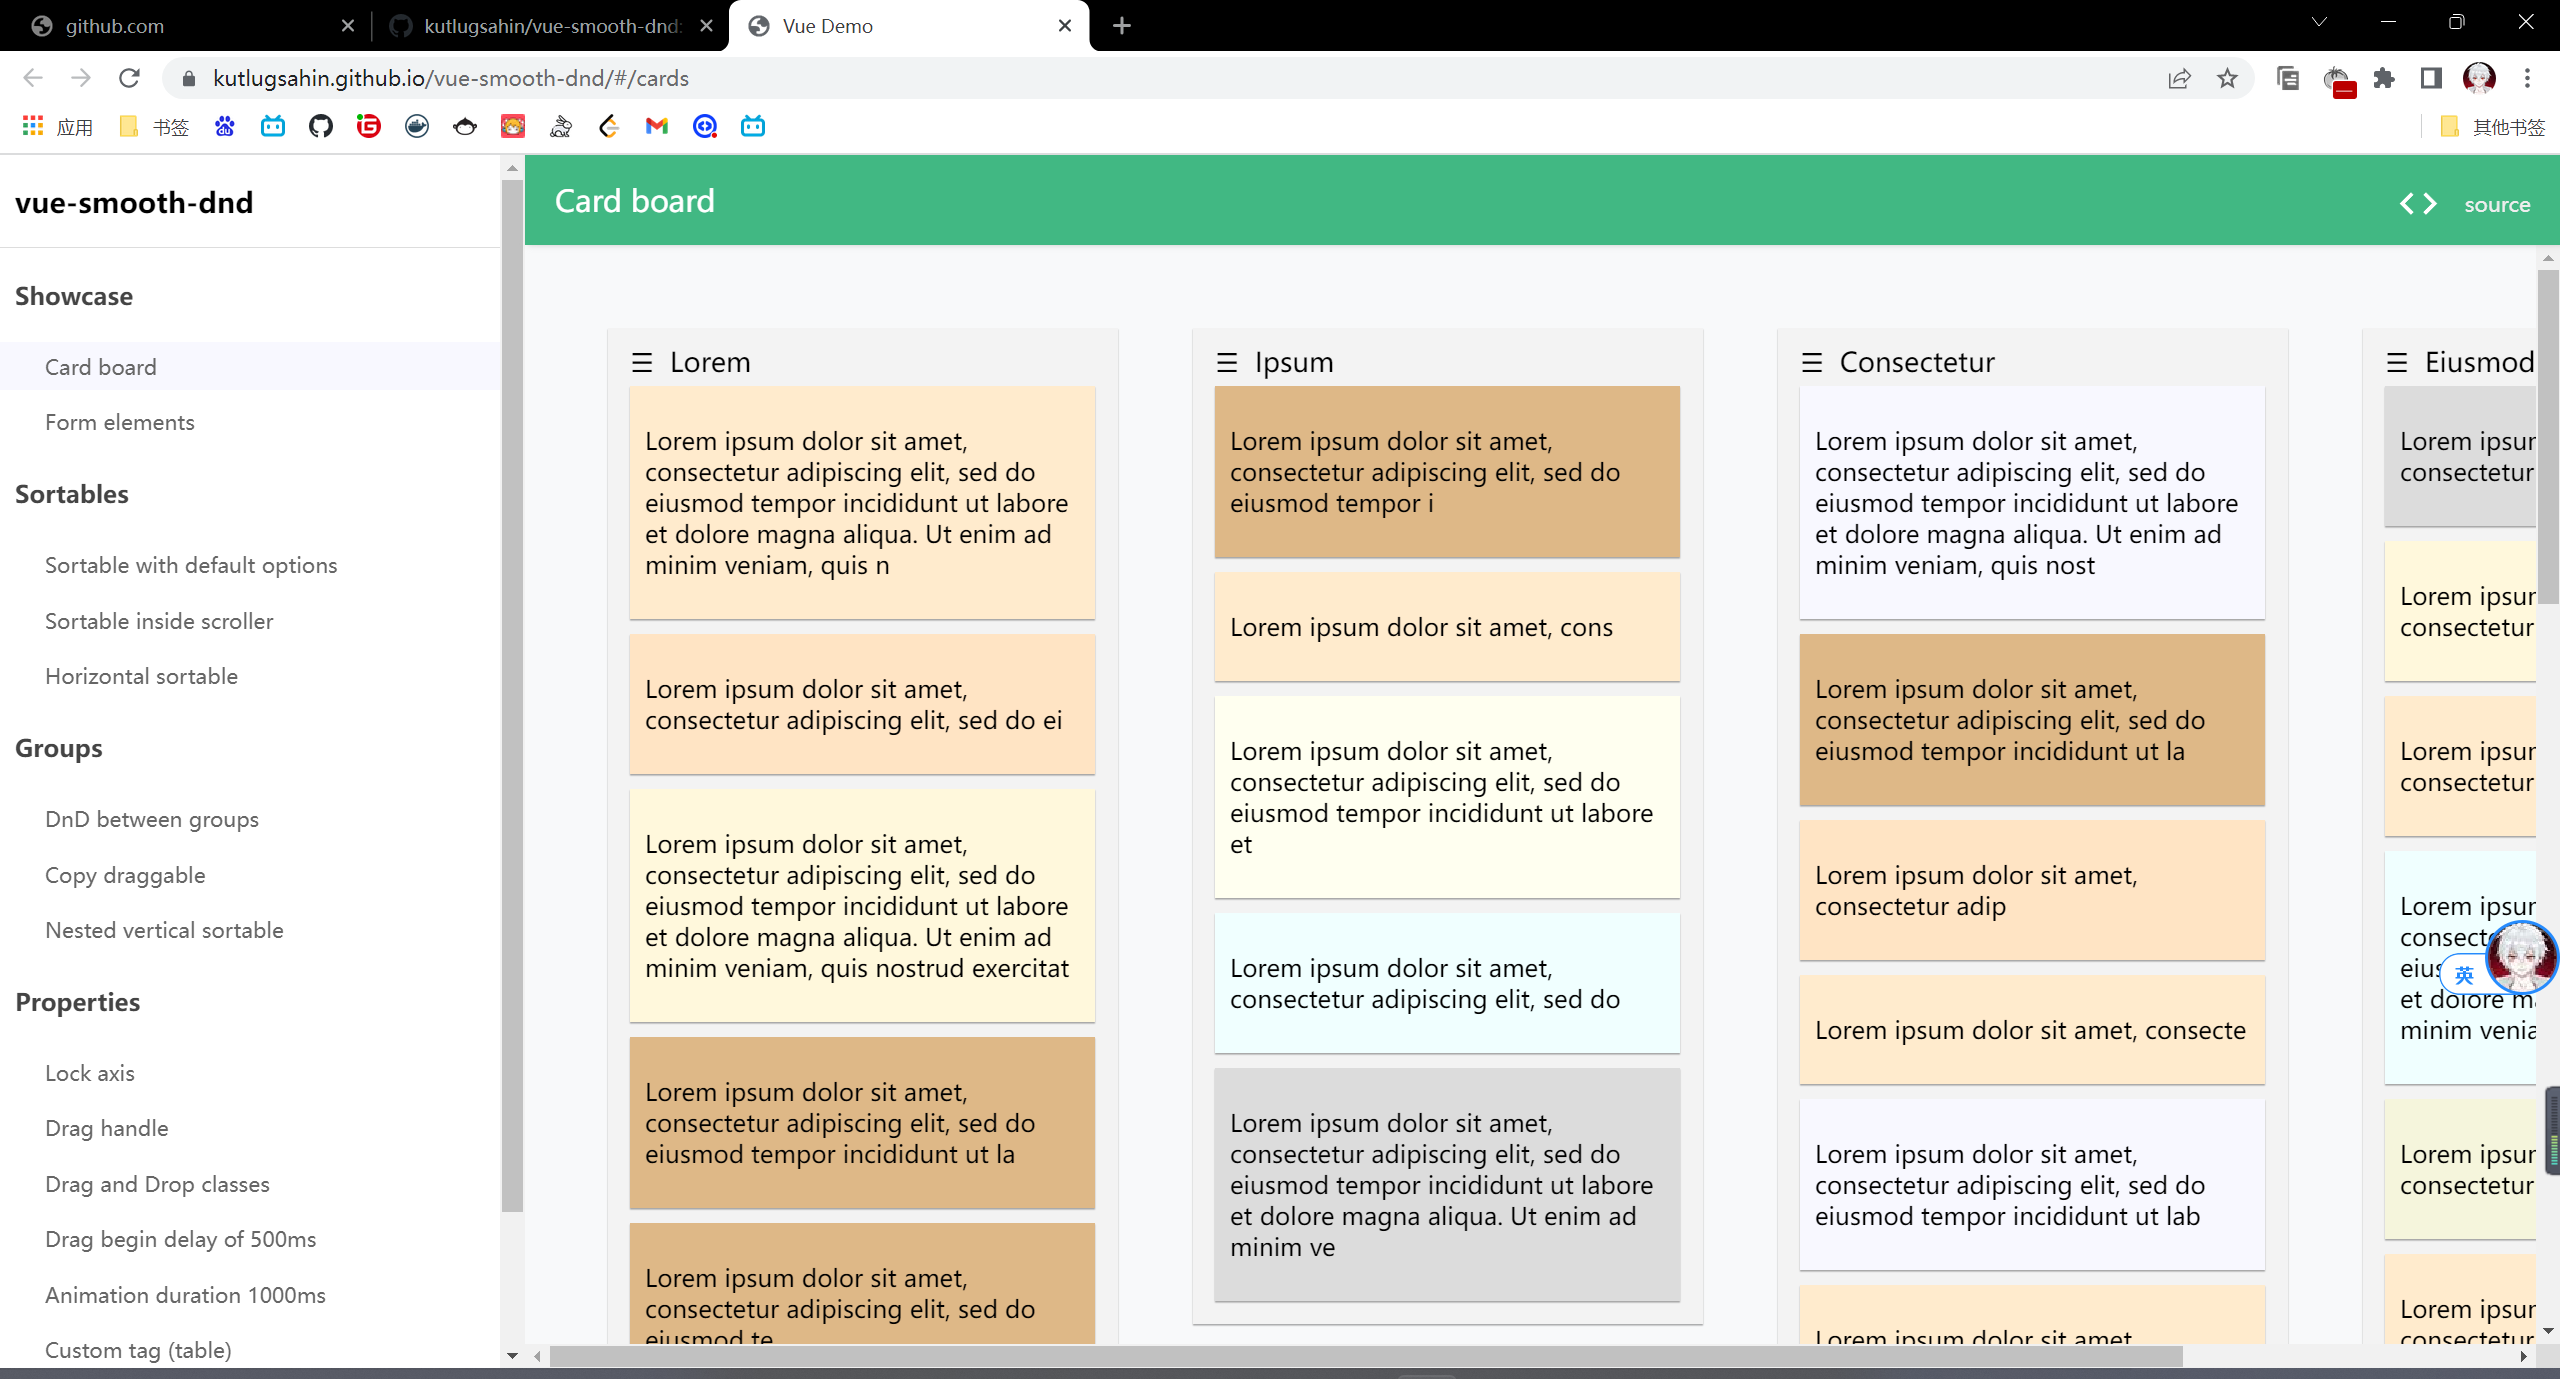 github.com
kutlugsahin/vue-smooth-dnd:
Vue Demo
kutlugsahin.github.io/vue-smooth-dnd/#/cards
应用
书签
其他书签
vue-smooth-dnd
Showcase
Card board
Form elements
Sortables
Sortable with default options
Sortable inside scroller
Horizontal sortable
Groups
DnD between groups
Copy draggable
Nested vertical sortable
Properties
Lock axis
Drag handle
Drag and Drop classes
Drag begin delay of 500ms
Animation duration 1000ms
Custom tag (table)
Card board
source
☰ Lorem
Lorem ipsum dolor sit amet,
consectetur adipiscing elit, sed do
eiusmod tempor incididunt ut labore
et dolore magna aliqua. Ut enim ad
minim veniam, quis n
Lorem ipsum dolor sit amet,
consectetur adipiscing elit, sed do ei
Lorem ipsum dolor sit amet,
consectetur adipiscing elit, sed do
eiusmod tempor incididunt ut labore
et dolore magna aliqua. Ut enim ad
minim veniam, quis nostrud exercitat
Lorem ipsum dolor sit amet,
consectetur adipiscing elit, sed do
eiusmod tempor incididunt ut la
Lorem ipsum dolor sit amet,
consectetur adipiscing elit, sed do
eiusmod te
☰ Ipsum
Lorem ipsum dolor sit amet,
consectetur adipiscing elit, sed do
eiusmod tempor i
Lorem ipsum dolor sit amet, cons
Lorem ipsum dolor sit amet,
consectetur adipiscing elit, sed do
eiusmod tempor incididunt ut labore
et
Lorem ipsum dolor sit amet,
consectetur adipiscing elit, sed do
Lorem ipsum dolor sit amet,
consectetur adipiscing elit, sed do
eiusmod tempor incididunt ut labore
et dolore magna aliqua. Ut enim ad
minim ve
☰ Consectetur
Lorem ipsum dolor sit amet,
consectetur adipiscing elit, sed do
eiusmod tempor incididunt ut labore
et dolore magna aliqua. Ut enim ad
minim veniam, quis nost
Lorem ipsum dolor sit amet,
consectetur adipiscing elit, sed do
eiusmod tempor incididunt ut la
Lorem ipsum dolor sit amet,
consectetur adip
Lorem ipsum dolor sit amet, consecte
Lorem ipsum dolor sit amet,
consectetur adipiscing elit, sed do
eiusmod tempor incididunt ut lab
Lorem ipsum dolor sit amet,
☰ Eiusmod
Lorem ipsur
consectetur
Lorem ipsur
consectetur
Lorem ipsur
consectetur
Lorem ipsur
consect
eius
et dolore m
minim venia
Lorem ipsur
consectetur
Lorem ipsur
consectetur
英